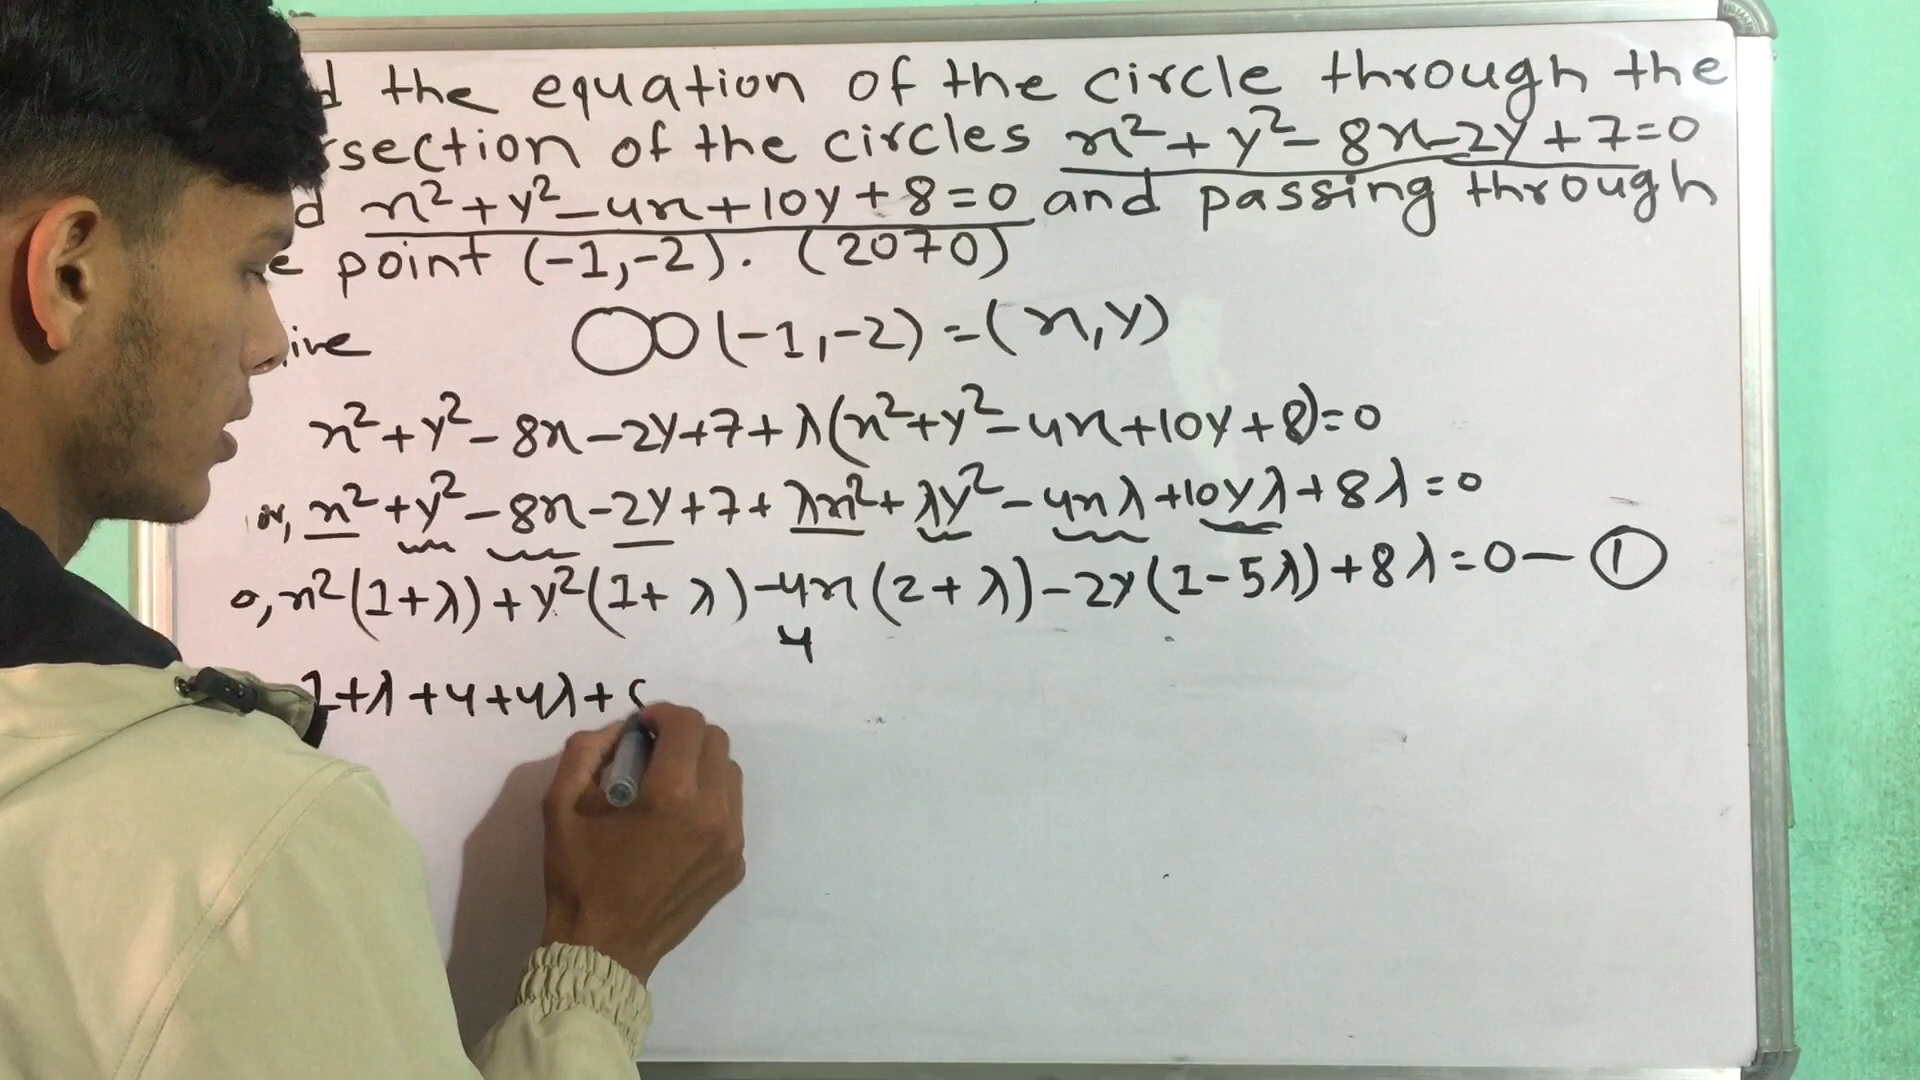 the equation of the circle through the
section of the circles x²+y²-8x-2y+7=0
x²+y²-4x+10y+8=0 and passing through
point (-1,-2). (2070)
(-1,-2)=(x,y)
x²+y²-8x-2y+7+λ(x²+y²-4x+10y+8)=0
or, x²+y²-8x-2y+7+λx²+λy²-4xλ+10yλ+8λ=0
o, x²(1+λ)+y²(1+λ)-4x(2+λ)-2y(1-5λ)+8λ=0—①
4
1+λ+4+4λ+